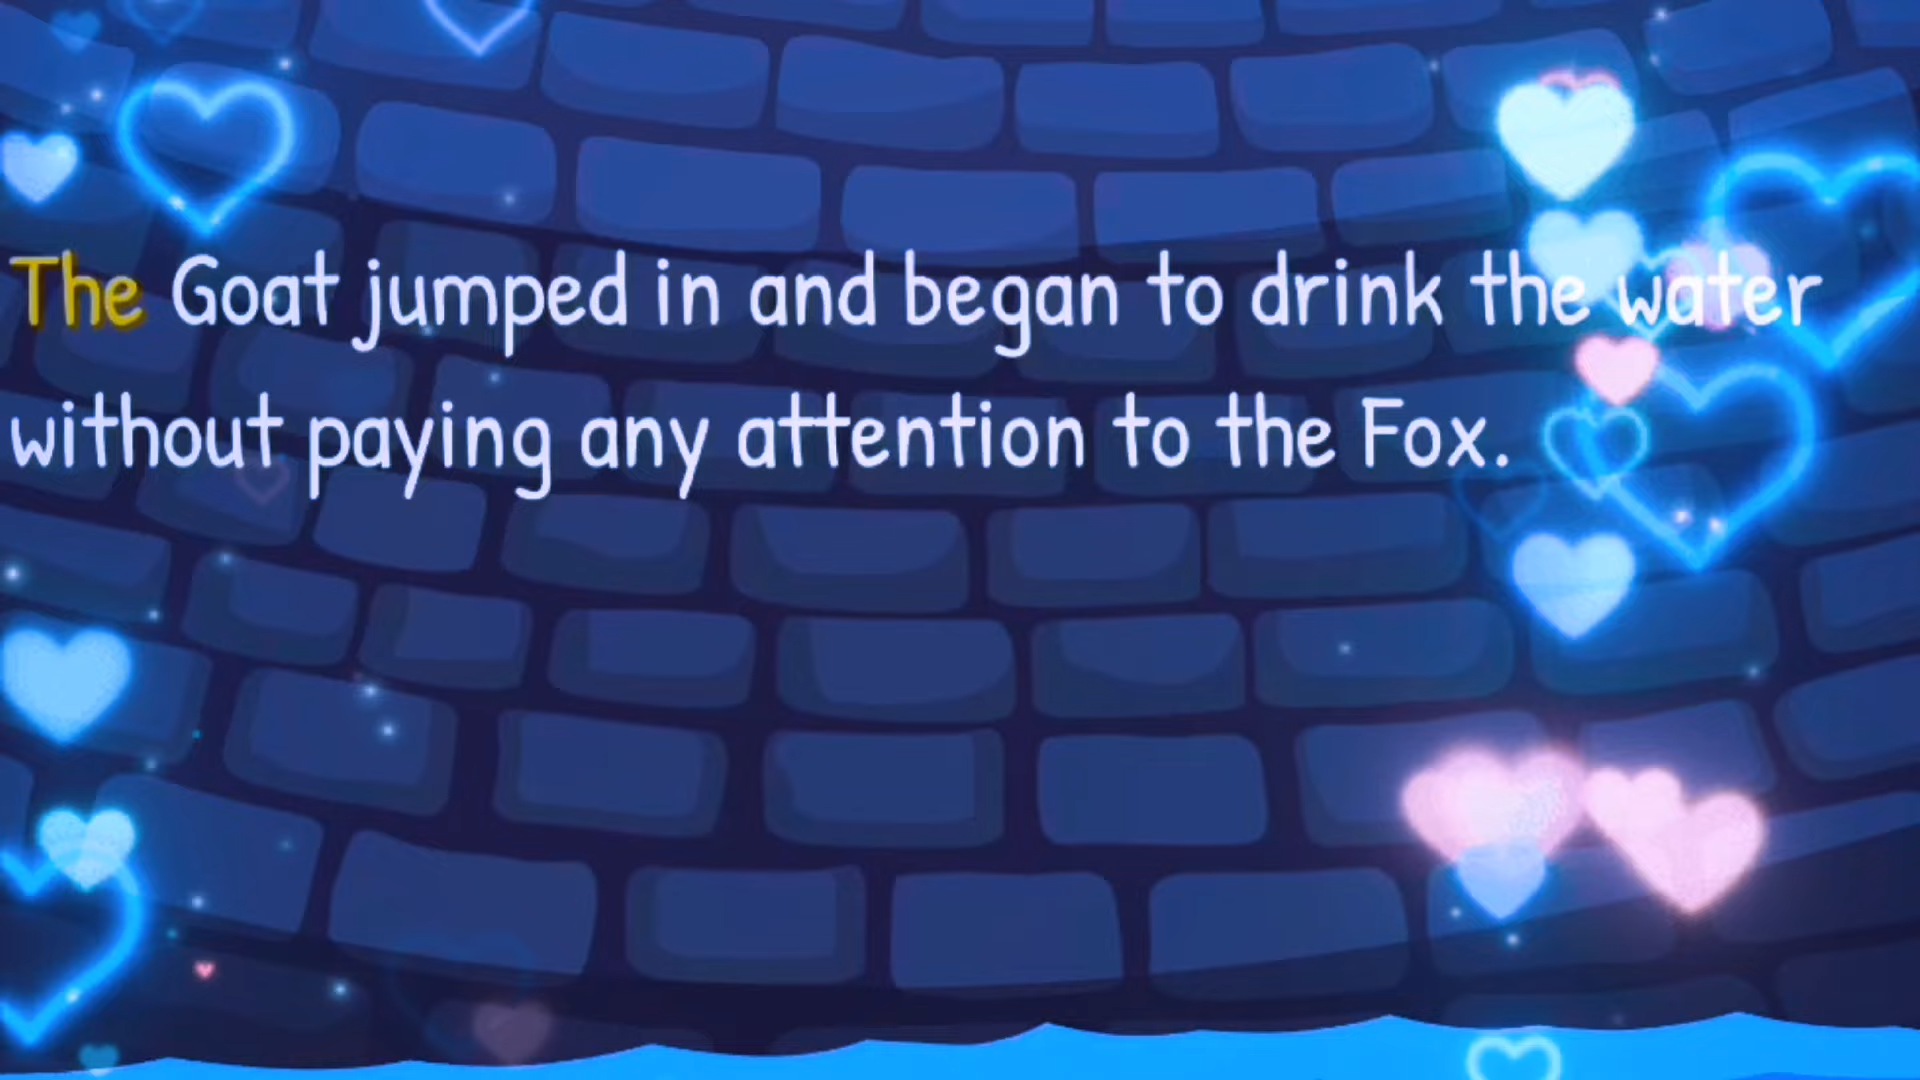 The Goat jumped in and began to drink the water
without paying any attention to the Fox.